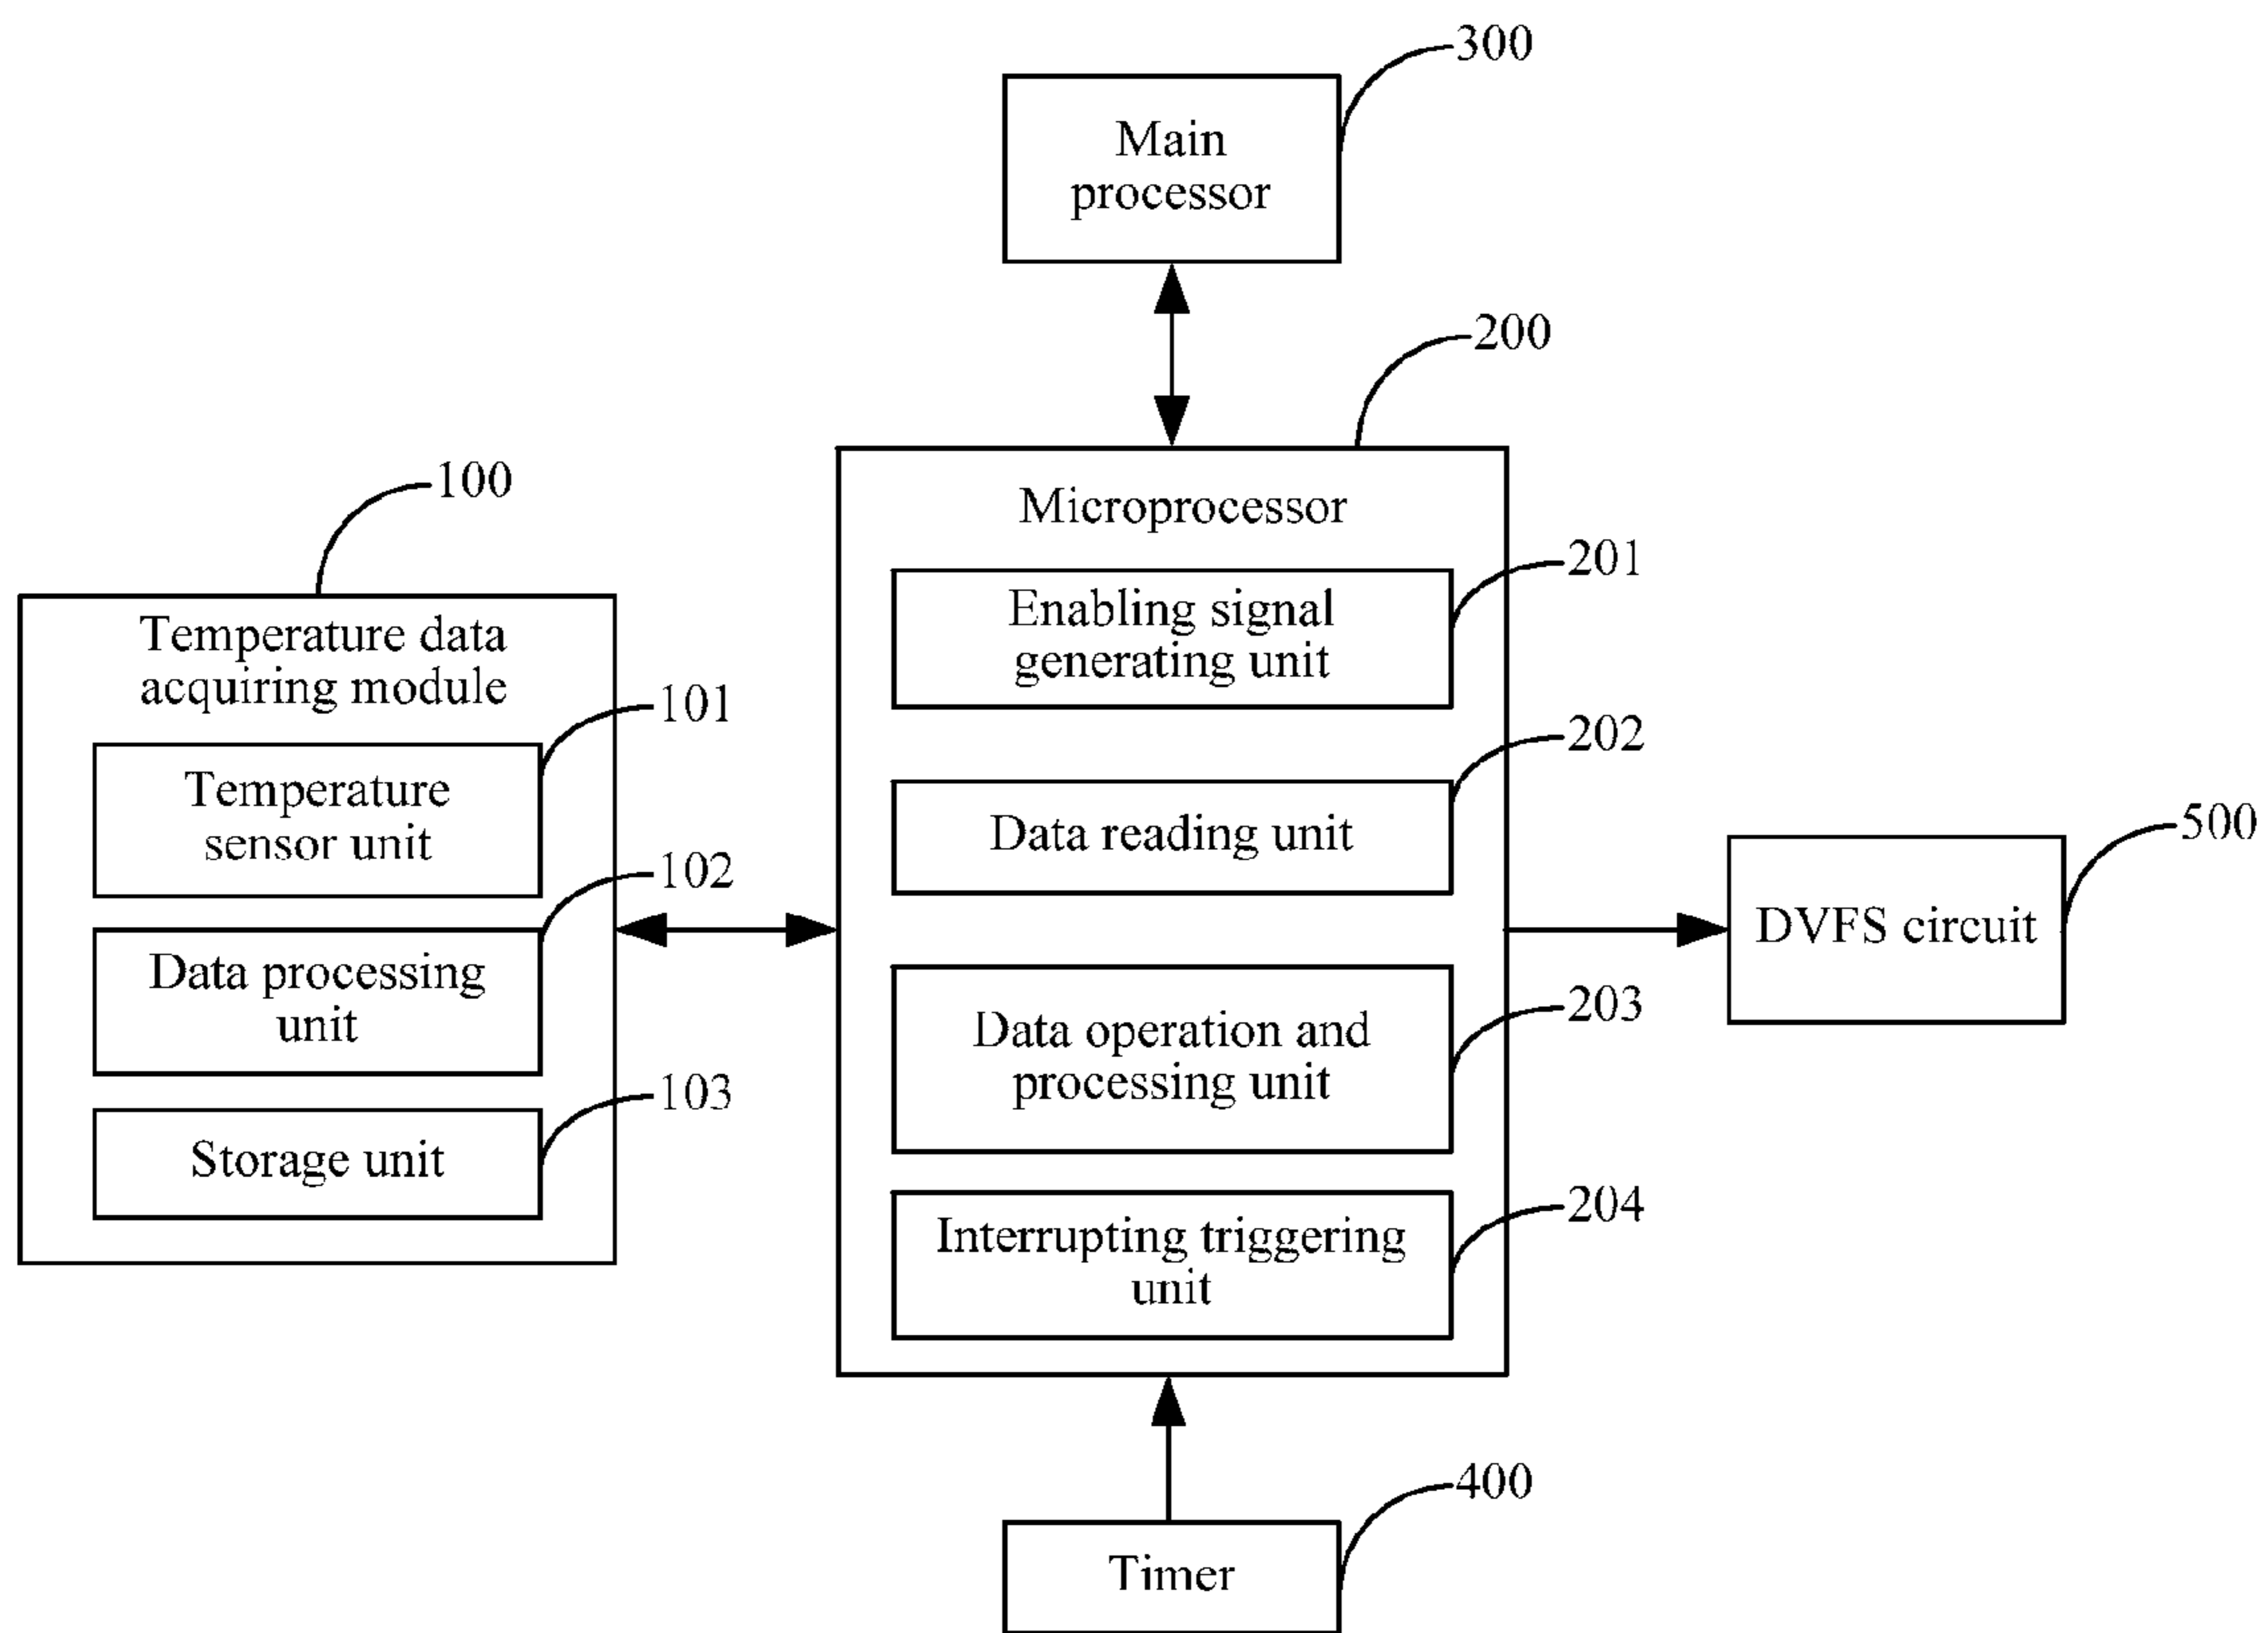 300
Main
processor
200
Microprocessor
100
Temperature data
acquiring module
101
Temperature
sensor unit
102
Data processing
unit
103
Storage unit
201
Enabling signal
generating unit
202
Data reading unit
203
Data operation and
processing unit
204
Interrupting triggering
unit
500
DVFS circuit
400
Timer